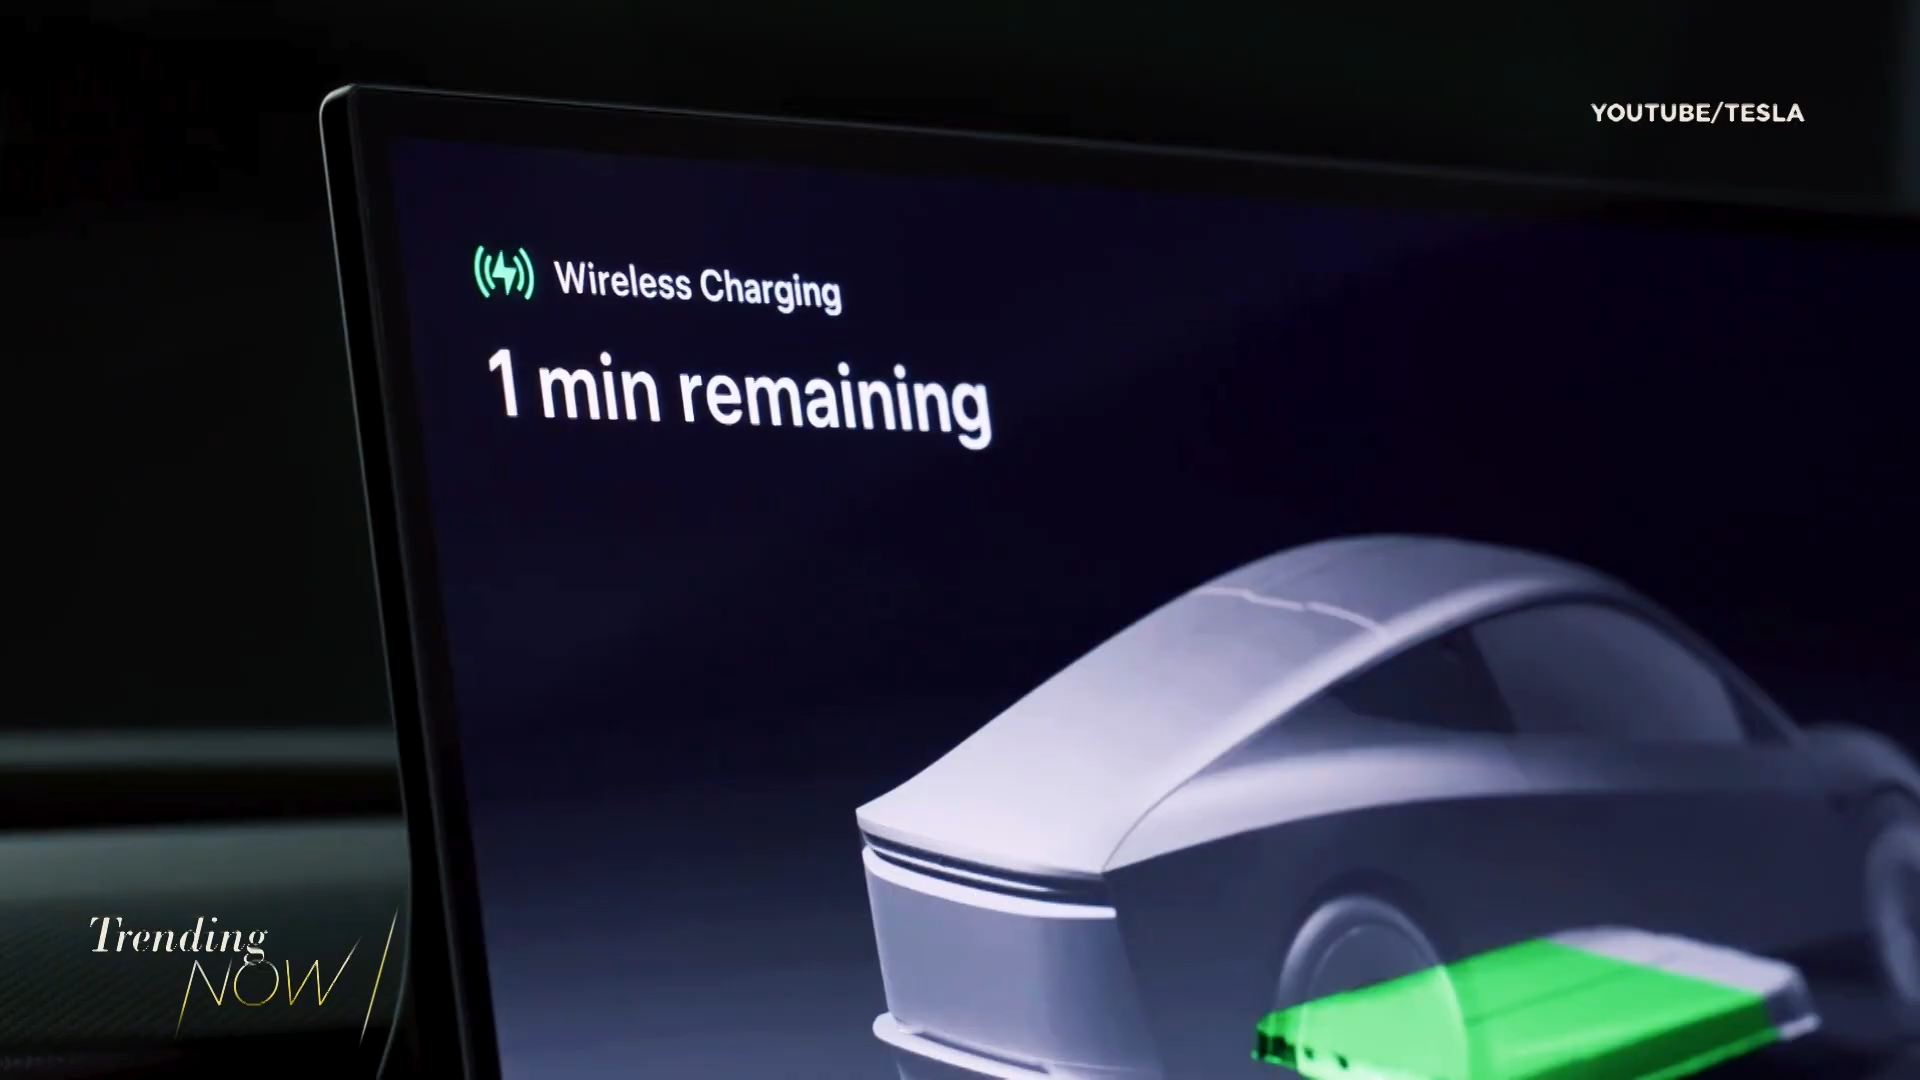 YOUTUBE/TESLA
Wireless Charging
1 min remaining
Trending
NOW